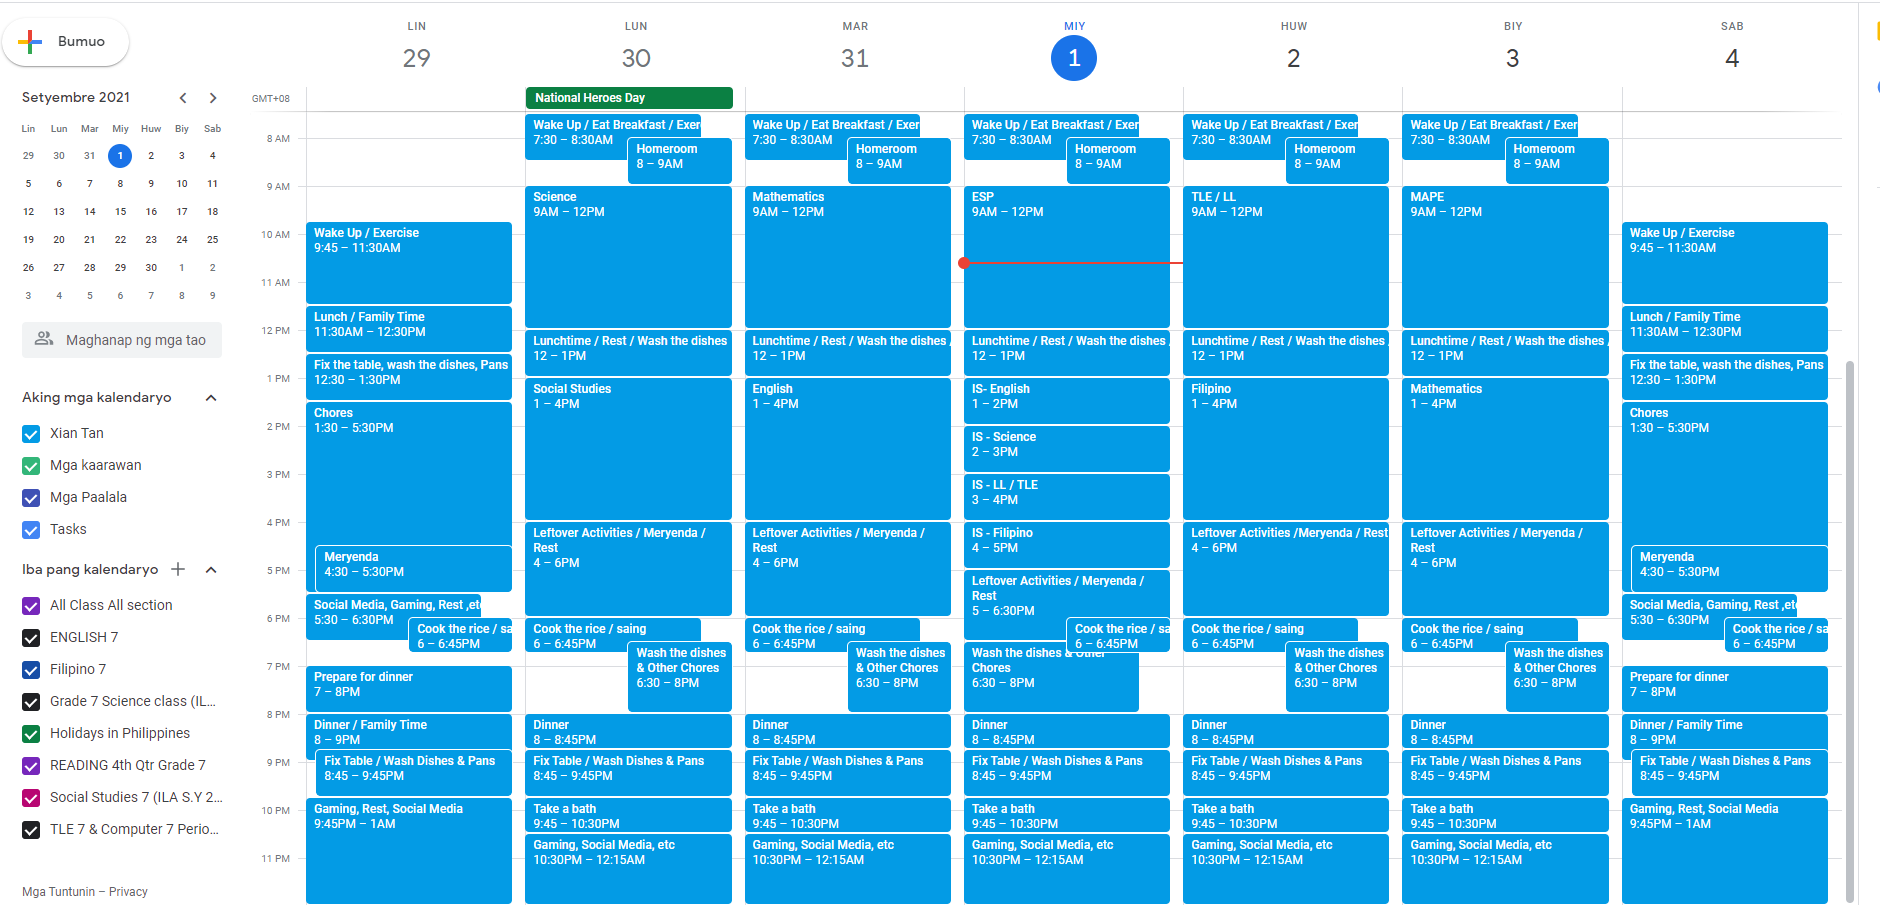 Bumuo
Setyembre 2021
Lin Lun Mar Miy Huw Biy Sab
29 30 31 1 2 3 4
5 6 7 8 9 10 11
12 13 14 15 16 17 18
19 20 21 22 23 24 25
26 27 28 29 30 1 2
3 4 5 6 7 8 9
Maghanap ng mga tao
Aking mga kalendaryo
Xian Tan
Mga kaarawan
Mga Paalala
Tasks
Iba pang kalendaryo
All Class All section
ENGLISH 7
Filipino 7
Grade 7 Science class (IL...
Holidays in Philippines
READING 4th Qtr Grade 7
Social Studies 7 (ILA S.Y 2...
TLE 7 & Computer 7 Perio...
Mga Tuntunin – Privacy
GMT+08
8 AM
9 AM
10 AM
11 AM
12 PM
1 PM
2 PM
3 PM
4 PM
5 PM
6 PM
7 PM
8 PM
9 PM
10 PM
11 PM
LIN
29
Wake Up / Exercise
9:45 – 11:30AM
Lunch / Family Time
11:30AM – 12:30PM
Fix the table, wash the dishes, Pans
12:30 – 1:30PM
Chores
1:30 – 5:30PM
Meryenda
4:30 – 5:30PM
Social Media, Gaming, Rest ,etc
5:30 – 6:30PM
Cook the rice / sa
6 – 6:45PM
Prepare for dinner
7 – 8PM
Dinner / Family Time
8 – 9PM
Fix Table / Wash Dishes & Pans
8:45 – 9:45PM
Gaming, Rest, Social Media
9:45PM – 1AM
LUN
30
National Heroes Day
Wake Up / Eat Breakfast / Exer
7:30 – 8:30AM
Homeroom
8 – 9AM
Science
9AM – 12PM
Lunchtime / Rest / Wash the dishes
12 – 1PM
Social Studies
1 – 4PM
Leftover Activities / Meryenda /
Rest
4 – 6PM
Cook the rice / saing
6 – 6:45PM
Wash the dishes
& Other Chores
6:30 – 8PM
Dinner
8 – 8:45PM
Fix Table / Wash Dishes & Pans
8:45 – 9:45PM
Take a bath
9:45 – 10:30PM
Gaming, Social Media, etc
10:30PM – 12:15AM
MAR
31
Wake Up / Eat Breakfast / Exer
7:30 – 8:30AM
Homeroom
8 – 9AM
Mathematics
9AM – 12PM
Lunchtime / Rest / Wash the dishes /
12 – 1PM
English
1 – 4PM
Leftover Activities / Meryenda /
Rest
4 – 6PM
Cook the rice / saing
6 – 6:45PM
Wash the dishes
& Other Chores
6:30 – 8PM
Dinner
8 – 8:45PM
Fix Table / Wash Dishes & Pans
8:45 – 9:45PM
Take a bath
9:45 – 10:30PM
Gaming, Social Media, etc
10:30PM – 12:15AM
MIY
1
Wake Up / Eat Breakfast / Exer
7:30 – 8:30AM
Homeroom
8 – 9AM
ESP
9AM – 12PM
Lunchtime / Rest / Wash the dishes
12 – 1PM
IS- English
1 – 2PM
IS - Science
2 – 3PM
IS - LL / TLE
3 – 4PM
IS - Filipino
4 – 5PM
Leftover Activities / Meryenda /
Rest
5 – 6:30PM
Cook the rice / sa
6 – 6:45PM
Wash the dishes & Other
Chores
6:30 – 8PM
Dinner
8 – 8:45PM
Fix Table / Wash Dishes & Pans
8:45 – 9:45PM
Take a bath
9:45 – 10:30PM
Gaming, Social Media, etc
10:30PM – 12:15AM
HUW
2
Wake Up / Eat Breakfast / Exer
7:30 – 8:30AM
Homeroom
8 – 9AM
TLE / LL
9AM – 12PM
Lunchtime / Rest / Wash the dishes
12 – 1PM
Filipino
1 – 4PM
Leftover Activities /Meryenda / Rest
4 – 6PM
Cook the rice / saing
6 – 6:45PM
Wash the dishes
& Other Chores
6:30 – 8PM
Dinner
8 – 8:45PM
Fix Table / Wash Dishes & Pans
8:45 – 9:45PM
Take a bath
9:45 – 10:30PM
Gaming, Social Media, etc
10:30PM – 12:15AM
BIY
3
Wake Up / Eat Breakfast / Exer
7:30 – 8:30AM
Homeroom
8 – 9AM
MAPE
9AM – 12PM
Lunchtime / Rest / Wash the dishes /
12 – 1PM
Mathematics
1 – 4PM
Leftover Activities / Meryenda /
Rest
4 – 6PM
Cook the rice / saing
6 – 6:45PM
Wash the dishes
& Other Chores
6:30 – 8PM
Dinner
8 – 8:45PM
Fix Table / Wash Dishes & Pans
8:45 – 9:45PM
Take a bath
9:45 – 10:30PM
Gaming, Social Media, etc
10:30PM – 12:15AM
SAB
4
Wake Up / Exercise
9:45 – 11:30AM
Lunch / Family Time
11:30AM – 12:30PM
Fix the table, wash the dishes, Pans
12:30 – 1:30PM
Chores
1:30 – 5:30PM
Meryenda
4:30 – 5:30PM
Social Media, Gaming, Rest ,etc
5:30 – 6:30PM
Cook the rice / sa
6 – 6:45PM
Prepare for dinner
7 – 8PM
Dinner / Family Time
8 – 9PM
Fix Table / Wash Dishes & Pans
8:45 – 9:45PM
Gaming, Rest, Social Media
9:45PM – 1AM